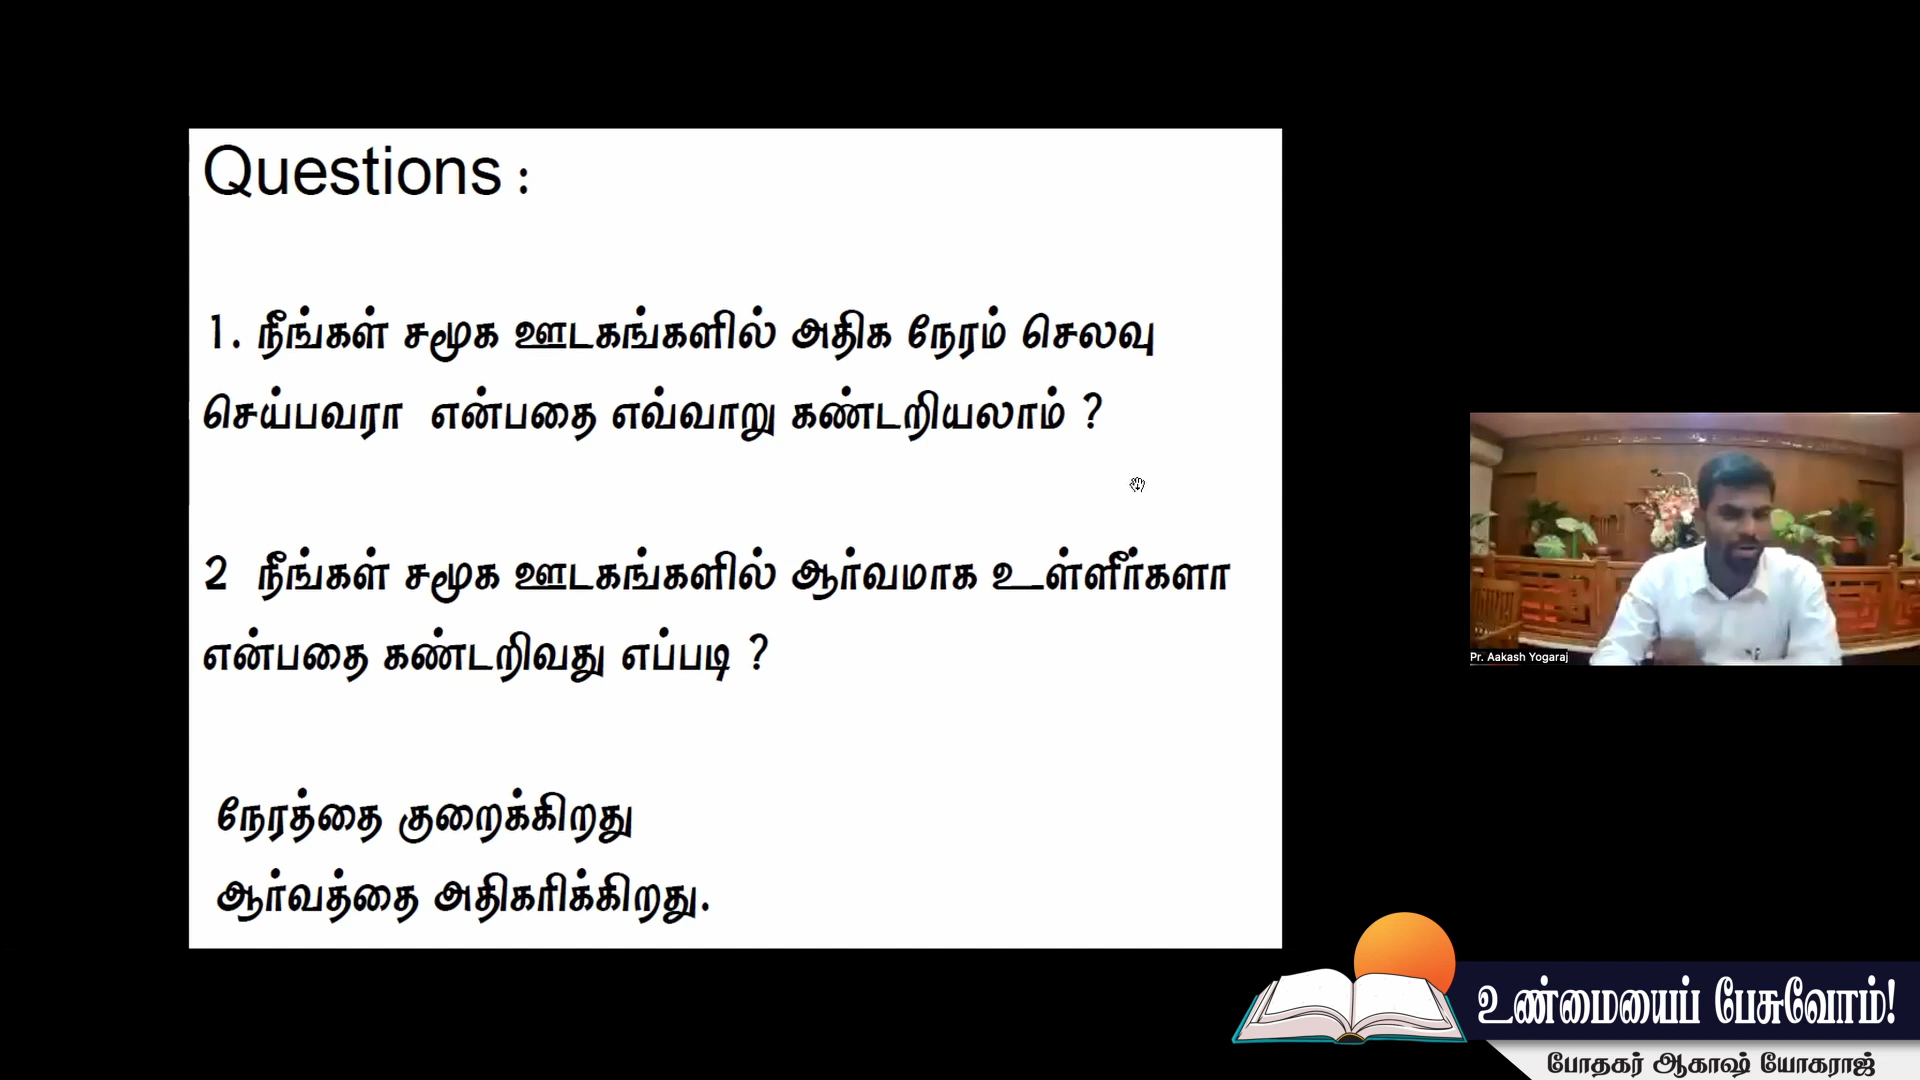 Questions :
1. நீங்கள் சமூக ஊடகங்களில் அதிக நேரம் செலவு
செய்பவரா என்பதை எவ்வாறு கண்டறியலாம் ?
2 நீங்கள் சமூக ஊடகங்களில் ஆர்வமாக உள்ளீர்களா
என்பதை கண்டறிவது எப்படி ?
நேரத்தை குறைக்கிறது
ஆர்வத்தை அதிகரிக்கிறது.
Pr. Aakash Yogaraj
உண்மையைப் பேசுவோம்!
போதகர் ஆகாஷ் யோகராஜ்